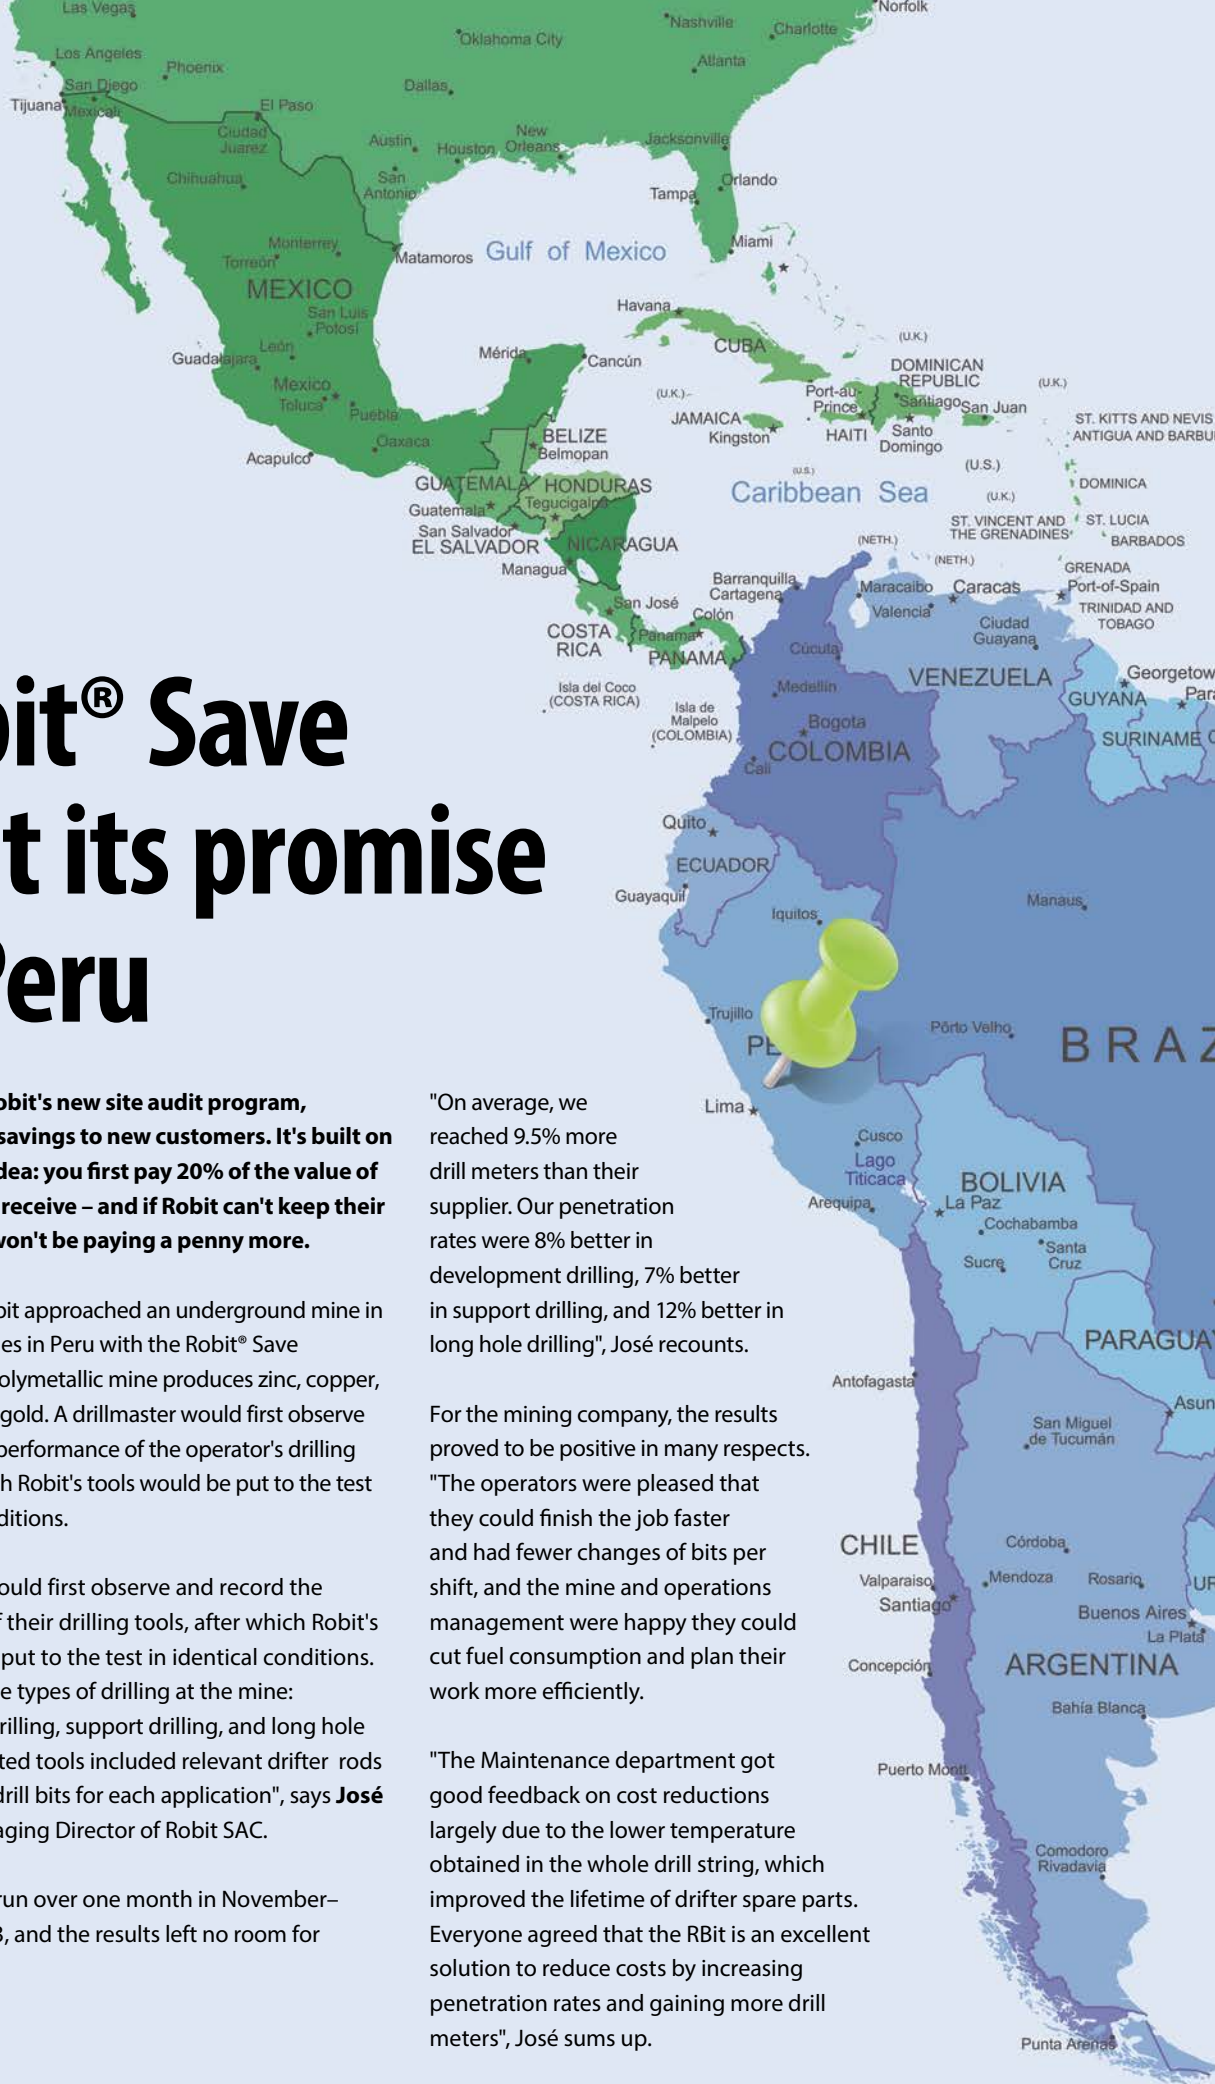 bit® Save
t its promise
Peru
obit's new site audit program,
savings to new customers. It's built on
dea: you first pay 20% of the value of
receive – and if Robit can't keep their
won't be paying a penny more.
bit approached an underground mine in
es in Peru with the Robit® Save
olymetallic mine produces zinc, copper,
gold. A drillmaster would first observe
performance of the operator's drilling
h Robit's tools would be put to the test
ditions.
ould first observe and record the
f their drilling tools, after which Robit's
put to the test in identical conditions.
e types of drilling at the mine:
rilling, support drilling, and long hole
ted tools included relevant drifter rods
drill bits for each application", says José
aging Director of Robit SAC.
run over one month in November–
3, and the results left no room for
"On average, we
reached 9.5% more
drill meters than their
supplier. Our penetration
rates were 8% better in
development drilling, 7% better
in support drilling, and 12% better in
long hole drilling", José recounts.
For the mining company, the results
proved to be positive in many respects.
"The operators were pleased that
they could finish the job faster
and had fewer changes of bits per
shift, and the mine and operations
management were happy they could
cut fuel consumption and plan their
work more efficiently.
"The Maintenance department got
good feedback on cost reductions
largely due to the lower temperature
obtained in the whole drill string, which
improved the lifetime of drifter spare parts.
Everyone agreed that the RBit is an excellent
solution to reduce costs by increasing
penetration rates and gaining more drill
meters", José sums up.
Las Vegas
Nashville
Norfolk
Oklahoma City
Charlotte
Los Angeles
Phoenix
Atlanta
San Diego
Dallas
Tijuana
Mexicali
El Paso
Ciudad
Juarez
Austin
Houston
New
Orleans
Jacksonville
Chihuahua
San
Antonio
Tampa
Orlando
Monterrey
Torreón
Matamoros
Gulf of Mexico
Miami
MEXICO
San Luis
Potosí
Havana
León
Guadalajara
Mérida
Cancún
CUBA
(U.K.)
DOMINICAN
REPUBLIC
Mexico
Toluca
Puebla
(U.K.)
Port-au-
Prince
Santiago
San Juan
(U.K.)
JAMAICA
Kingston
HAITI
Santo
Domingo
ST. KITTS AND NEVIS
ANTIGUA AND BARBU
Oaxaca
Acapulco
BELIZE
Belmopan
(U.S.)
(U.S.)
GUATEMALA
HONDURAS
Guatemala
Tegucigalpa
Caribbean Sea
(U.K.)
DOMINICA
San Salvador
EL SALVADOR
NICARAGUA
ST. VINCENT AND
THE GRENADINES
ST. LUCIA
BARBADOS
Managua
(NETH.)
(NETH.)
GRENADA
Port-of-Spain
TRINIDAD AND
TOBAGO
Barranquilla
Cartagena
Maracaibo
Caracas
Valencia
Ciudad
Guayana
San José
Colón
COSTA
RICA
Panama
PANAMA
Cúcuta
VENEZUELA
Isla del Coco
(COSTA RICA)
Isla de
Malpelo
(COLOMBIA)
Medellín
Bogota
COLOMBIA
Cali
Georgetow
Para
GUYANA
SURINAME
Quito
ECUADOR
Guayaquil
Iquitos
Manaus
Trujillo
PE
Pôrto Velho
BRAZ
Lima
Cusco
Lago
Titicaca
Arequipa
BOLIVIA
La Paz
Cochabamba
Sucre
Santa
Cruz
PARAGUAY
Antofagasta
Asun
San Miguel
de Tucumán
CHILE
Córdoba
Valparaiso
Santiago
Mendoza
Rosario
UR
Buenos Aires
La Plata
Concepción
ARGENTINA
Bahía Blanca
Puerto Montt
Comodoro
Rivadavia
Punta Arenas